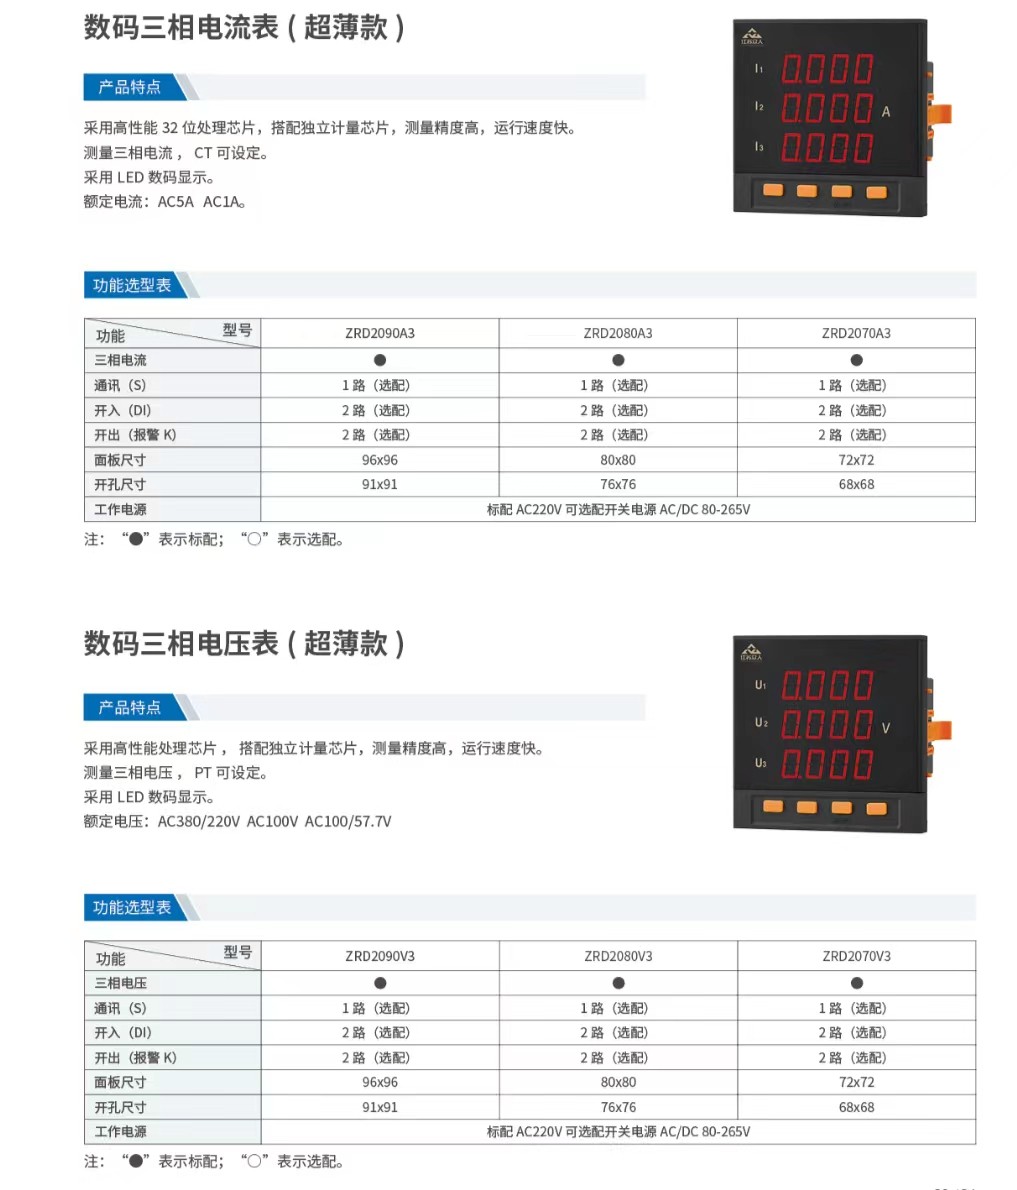 数码三相电流表 ( 超薄款 )
产品特点
采用高性能 32 位处理芯片，搭配独立计量芯片，测量精度高，运行速度快。
测量三相电流 ， CT 可设定。
采用 LED 数码显示。
额定电流：AC5A AC1A。
I1 0.000
I2 0.000 A
I3 0.000
功能选型表
功能 型号 ZRD2090A3 ZRD2080A3 ZRD2070A3
三相电流 ● ● ●
通讯（S） 1 路（选配） 1 路（选配） 1 路（选配）
开入（DI） 2 路（选配） 2 路（选配） 2 路（选配）
开出（报警 K） 2 路（选配） 2 路（选配） 2 路（选配）
面板尺寸 96x96 80x80 72x72
开孔尺寸 91x91 76x76 68x68
工作电源 标配 AC220V 可选配开关电源 AC/DC 80-265V
注：“●”表示标配；“○”表示选配。
数码三相电压表 ( 超薄款 )
产品特点
采用高性能处理芯片 ， 搭配独立计量芯片，测量精度高，运行速度快。
测量三相电压 ， PT 可设定。
采用 LED 数码显示。
额定电压：AC380/220V AC100V AC100/57.7V
U1 0.000
U2 0.000 V
U3 0.000
功能选型表
功能 型号 ZRD2090V3 ZRD2080V3 ZRD2070V3
三相电压 ● ● ●
通讯（S） 1 路（选配） 1 路（选配） 1 路（选配）
开入（DI） 2 路（选配） 2 路（选配） 2 路（选配）
开出（报警 K） 2 路（选配） 2 路（选配） 2 路（选配）
面板尺寸 96x96 80x80 72x72
开孔尺寸 91x91 76x76 68x68
工作电源 标配 AC220V 可选配开关电源 AC/DC 80-265V
注：“●”表示标配；“○”表示选配。